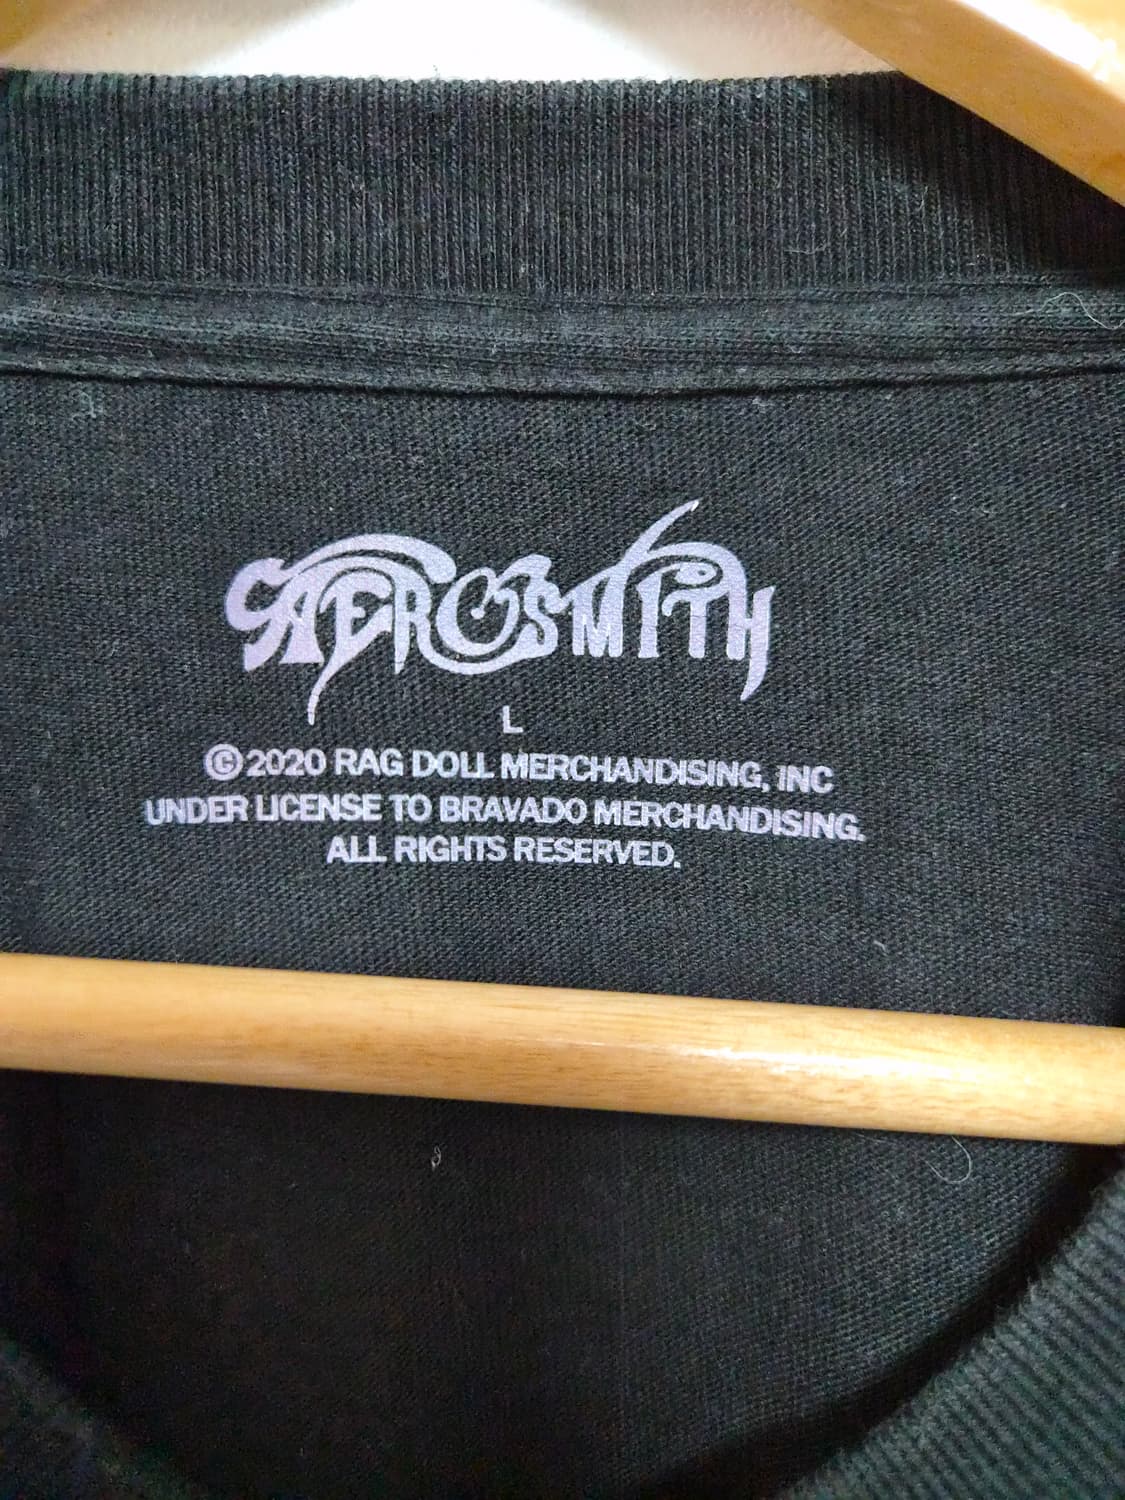 AEROSMITH
L
©2020 RAG DOLL MERCHANDISING, INC
UNDER LICENSE TO BRAVADO MERCHANDISING.
ALL RIGHTS RESERVED.